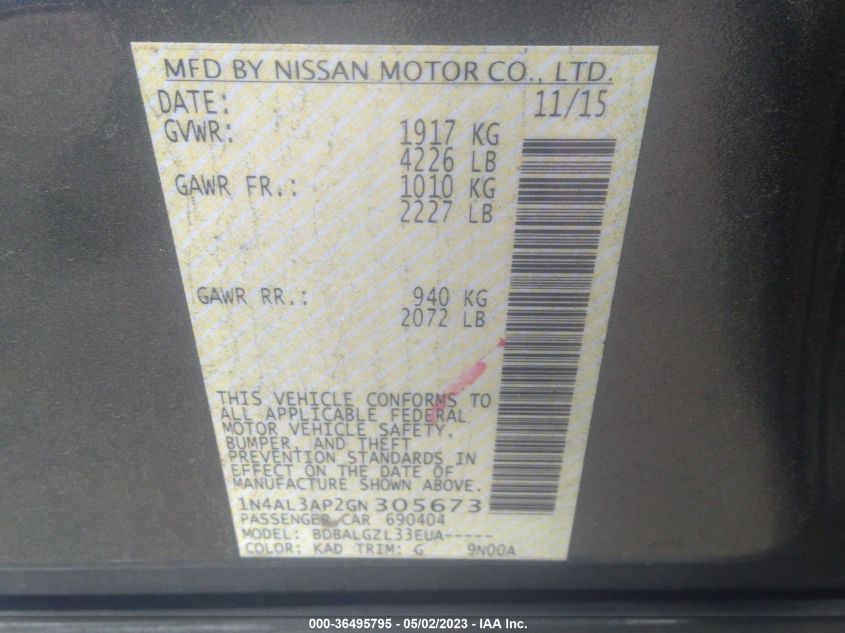 MFD BY NISSAN MOTOR CO., LTD.
DATE: 11/15
GVWR: 1917 KG
4226 LB
GAWR FR.: 1010 KG
2227 LB
GAWR RR.: 940 KG
2072 LB
THIS VEHICLE CONFORMS TO
ALL APPLICABLE FEDERAL
MOTOR VEHICLE SAFETY,
BUMPER, AND THEFT
PREVENTION STANDARDS IN
EFFECT ON THE DATE OF
MANUFACTURE SHOWN ABOVE.
1N4AL3AP2GN305673
PASSENGER CAR 690404
MODEL: BDBALGZL33EUA-----
COLOR: KAD TRIM: G 9N00A
000-36495795 - 05/02/2023 - IAA Inc.